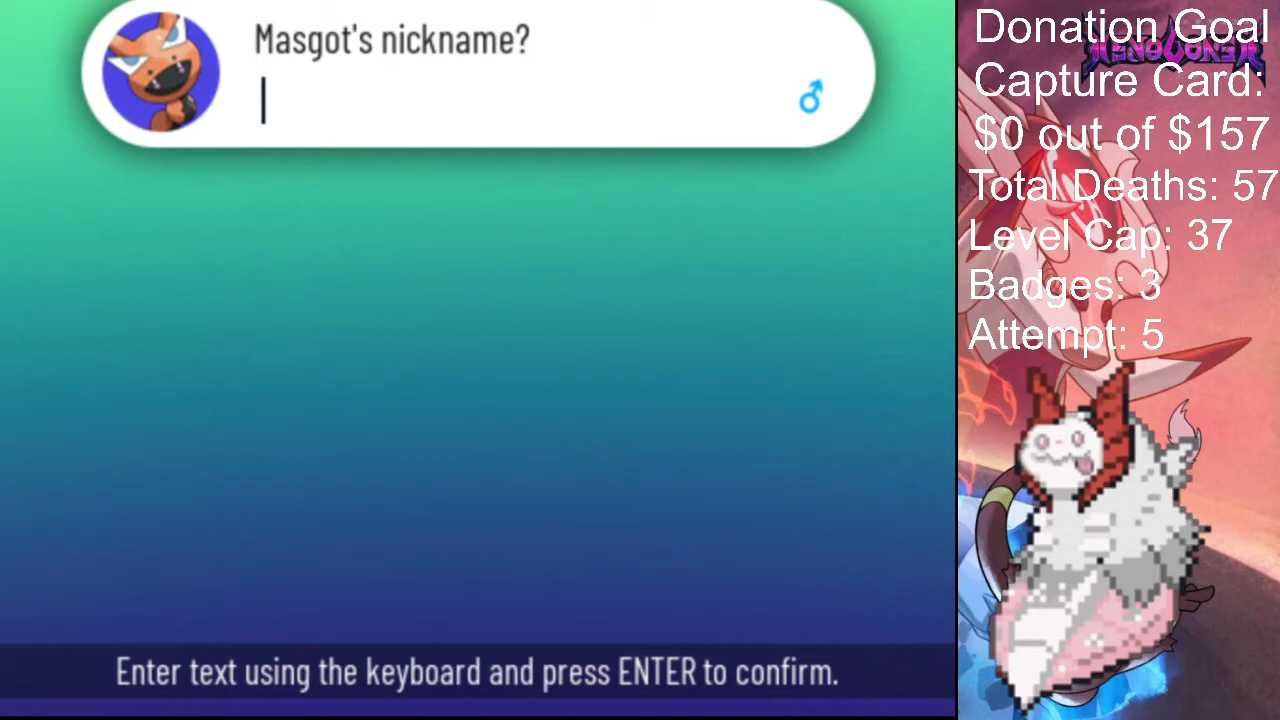 Masgot's nickname?
Enter text using the keyboard and press ENTER to confirm.
Donation Goal
Capture Card:
$0 out of $157
Total Deaths: 57
Level Cap: 37
Badges: 3
Attempt: 5